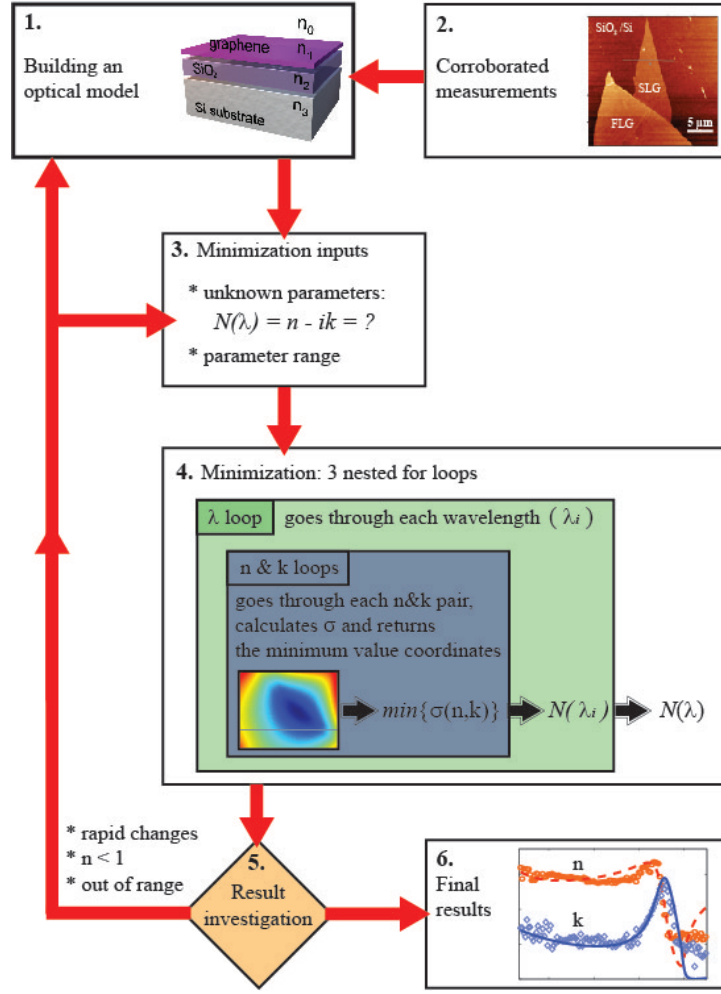 1.
Building an
optical model
n0
graphene
n1
SiO2
n2
Si substrate
n3
2.
Corroborated
measurements
SiO2 /Si
SLG
FLG
5 μm
3. Minimization inputs
* unknown parameters:
N(λ) = n - ik = ?
* parameter range
4. Minimization: 3 nested for loops
λ loop goes through each wavelength ( λi )
n & k loops
goes through each n&k pair,
calculates σ and returns
the minimum value coordinates
min{σ(n,k)} N( λi ) N(λ)
* rapid changes
* n < 1
* out of range
5.
Result
investigation
6.
Final
results
n
k